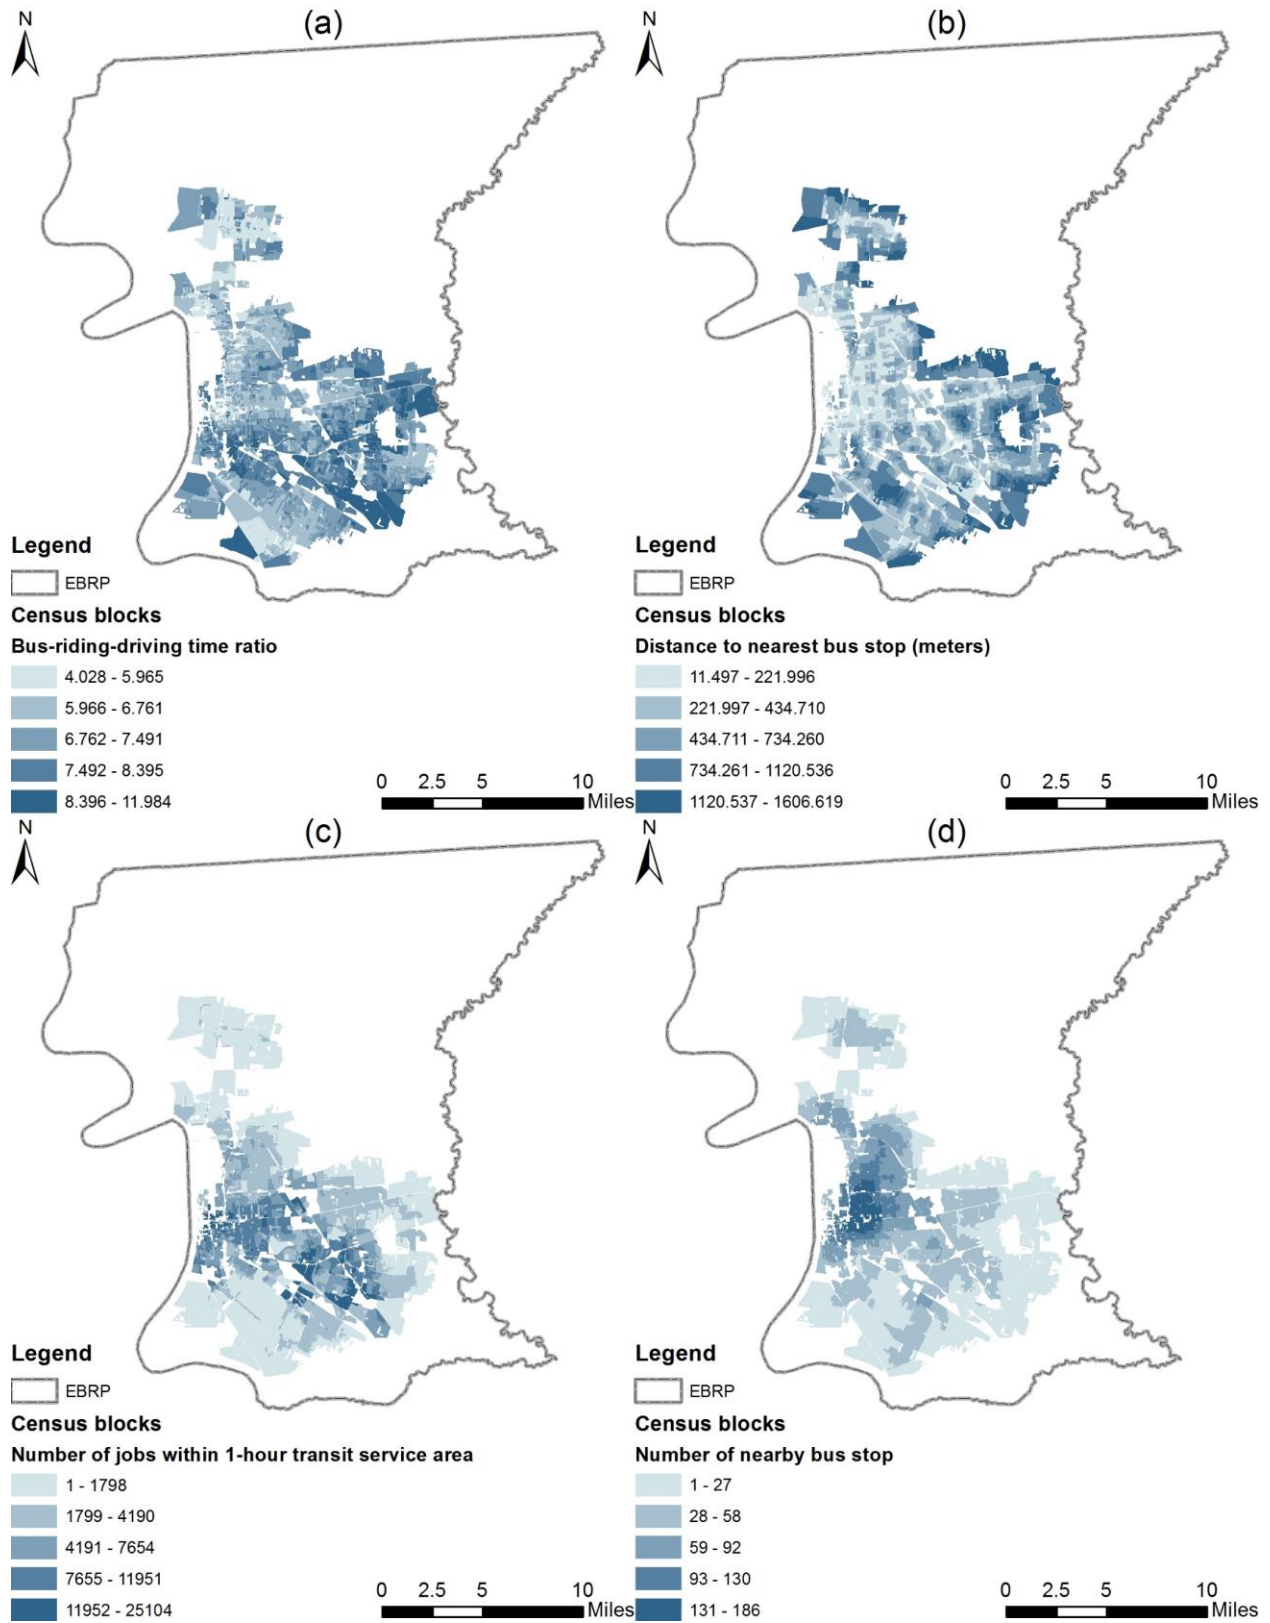 (a)
N
Legend
EBRP
Census blocks
Bus-riding-driving time ratio
4.028 - 5.965
5.966 - 6.761
6.762 - 7.491
7.492 - 8.395
8.396 - 11.984
0 2.5 5 10
Miles
(b)
N
Legend
EBRP
Census blocks
Distance to nearest bus stop (meters)
11.497 - 221.996
221.997 - 434.710
434.711 - 734.260
734.261 - 1120.536
1120.537 - 1606.619
0 2.5 5 10
Miles
(c)
N
Legend
EBRP
Census blocks
Number of jobs within 1-hour transit service area
1 - 1798
1799 - 4190
4191 - 7654
7655 - 11951
11952 - 25104
0 2.5 5 10
Miles
(d)
N
Legend
EBRP
Census blocks
Number of nearby bus stop
1 - 27
28 - 58
59 - 92
93 - 130
131 - 186
0 2.5 5 10
Miles